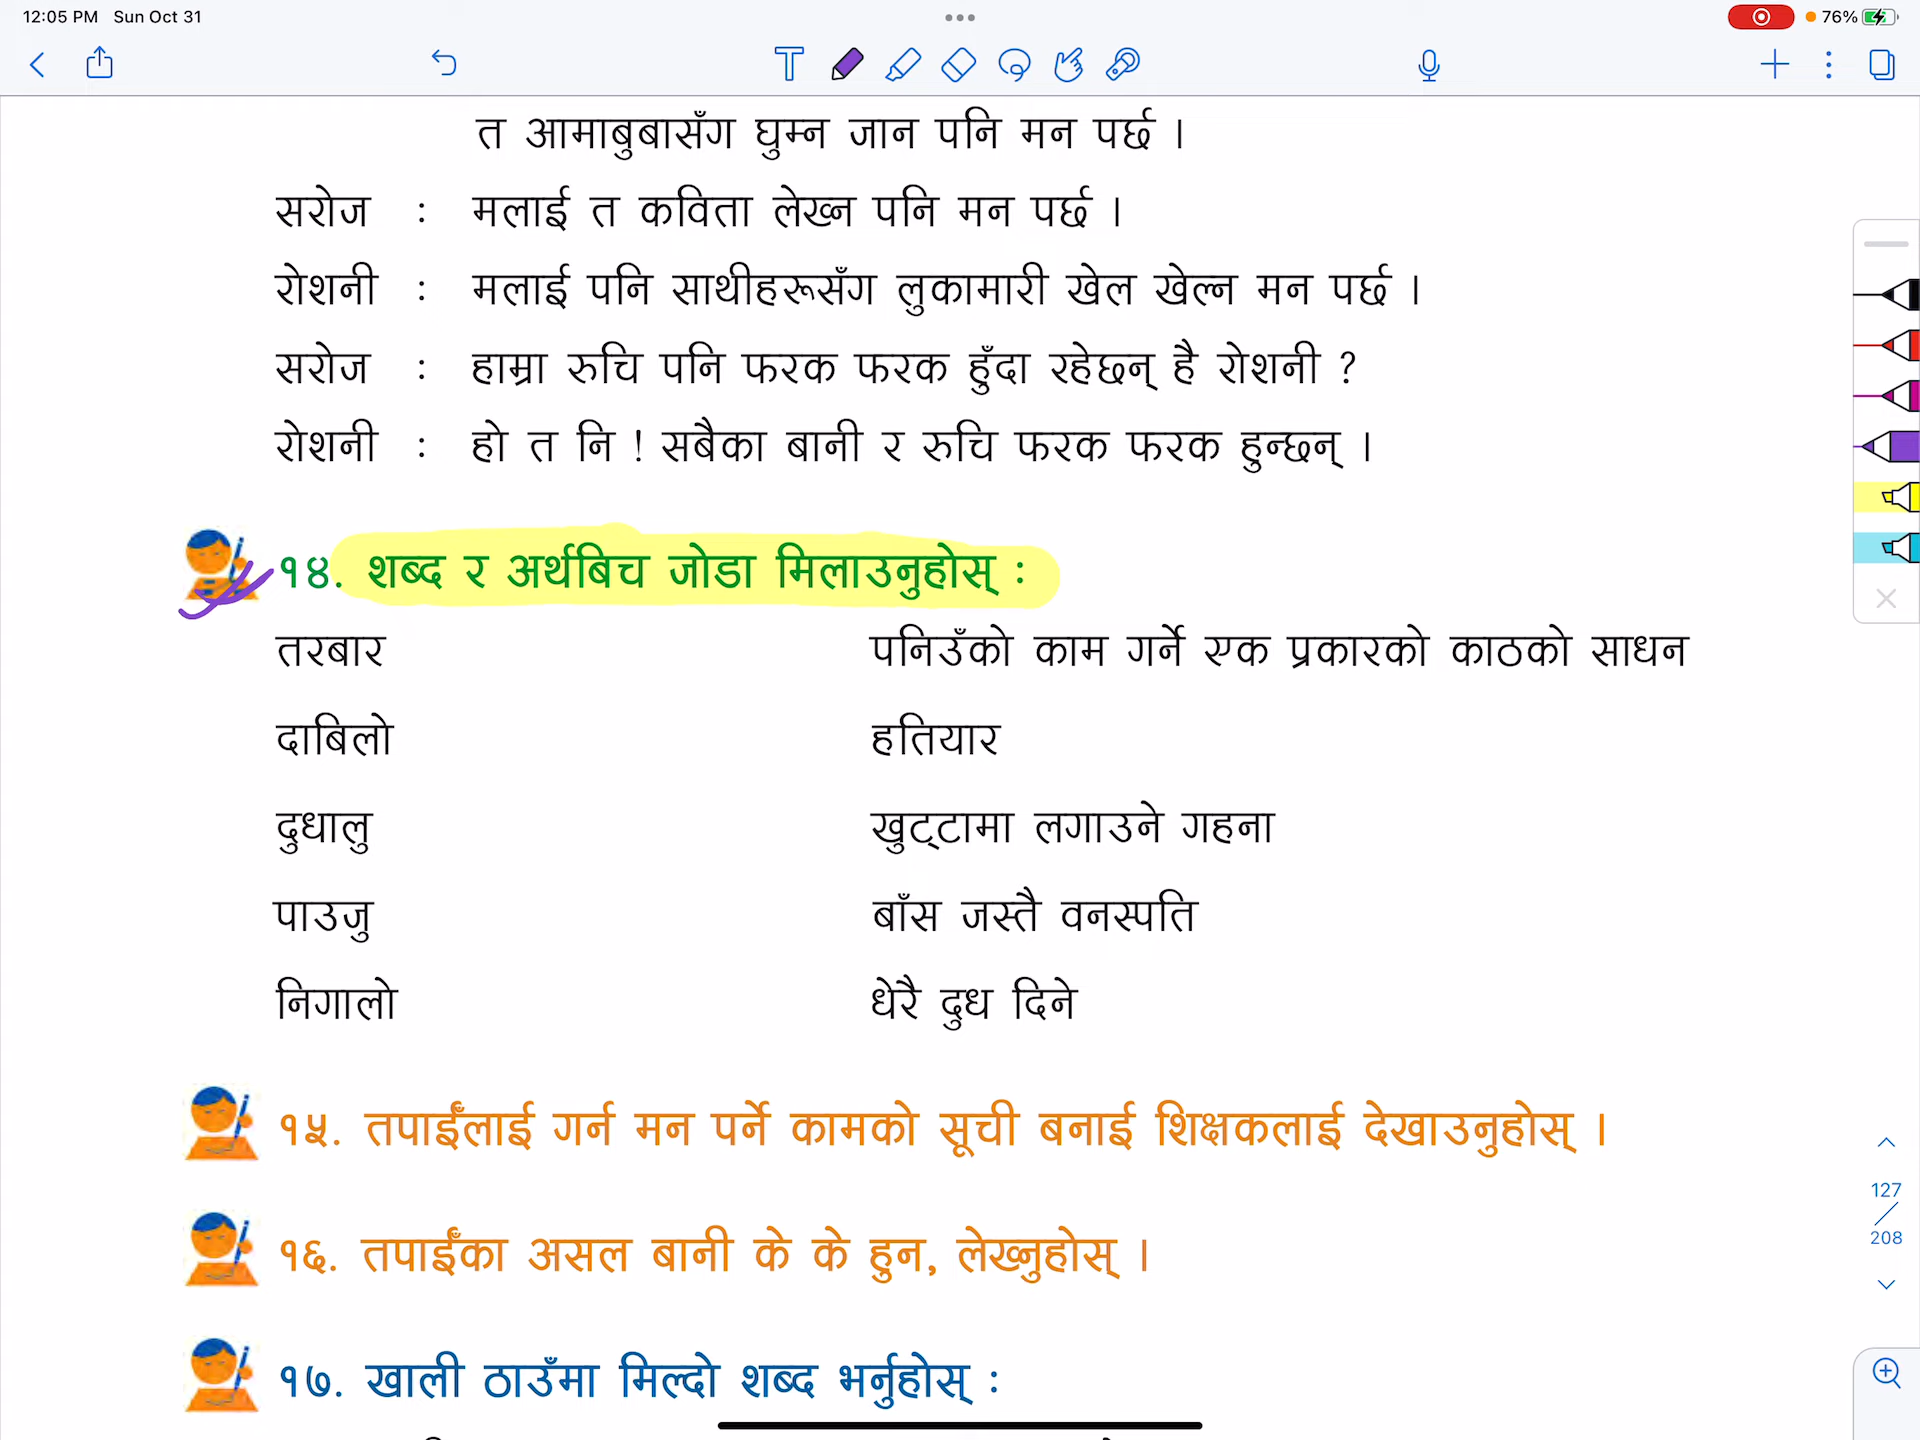 12:05 PM Sun Oct 31
76%
त आमाबुबासँग घुम्न जान पनि मन पर्छ ।
सरोज : मलाई त कविता लेख्न पनि मन पर्छ ।
रोशनी : मलाई पनि साथीहरूसँग लुकामारी खेल खेल्न मन पर्छ ।
सरोज : हाम्रा रुचि पनि फरक फरक हुँदा रहेछन् है रोशनी ?
रोशनी : हो त नि ! सबैका बानी र रुचि फरक फरक हुन्छन् ।
१४. शब्द र अर्थबिच जोडा मिलाउनुहोस् :
तरबार पनिउँको काम गर्ने एक प्रकारको काठको साधन
दाबिलो हतियार
दुधालु खुट्टामा लगाउने गहना
पाउजु बाँस जस्तै वनस्पति
निगालो धेरै दुध दिने
१५. तपाईंलाई गर्न मन पर्ने कामको सूची बनाई शिक्षकलाई देखाउनुहोस् ।
127
208
१६. तपाईंका असल बानी के के हुन, लेख्नुहोस् ।
१७. खाली ठाउँमा मिल्दो शब्द भर्नुहोस् :